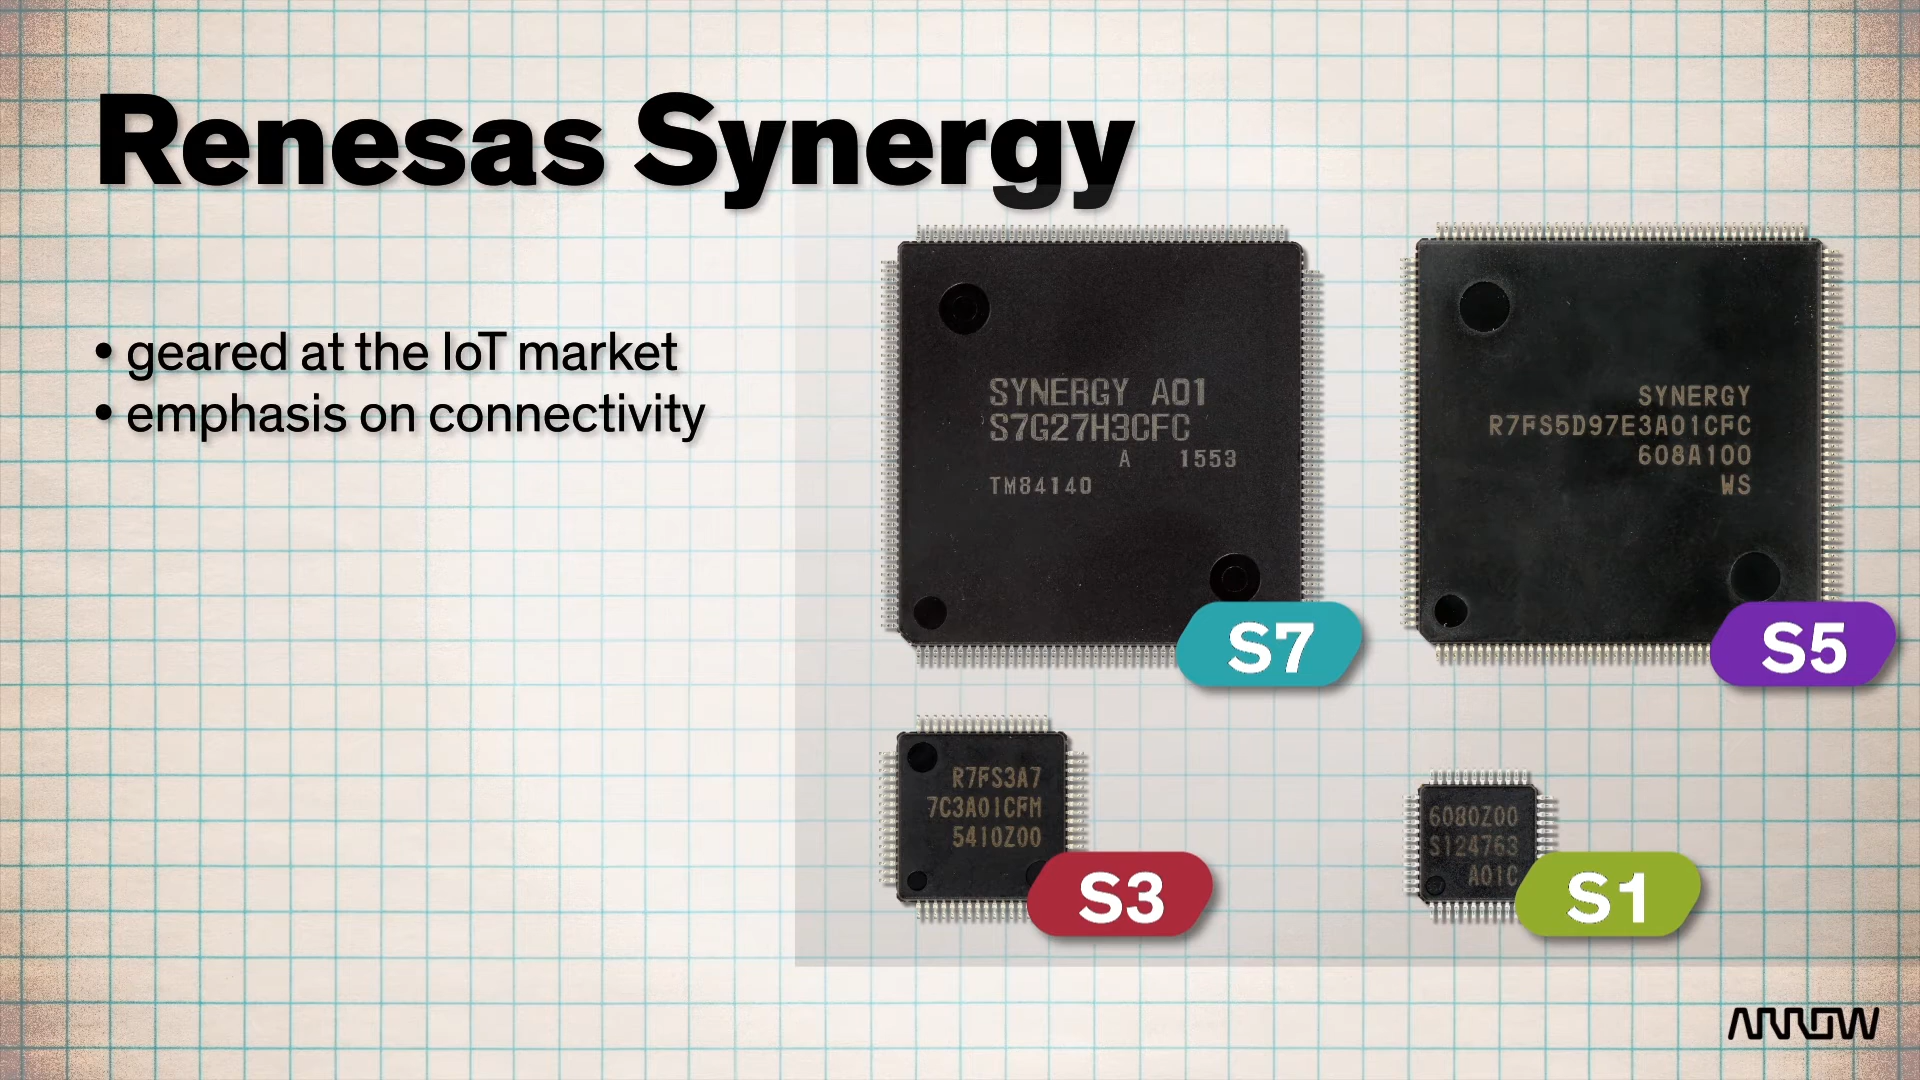 Renesas Synergy
• geared at the IoT market
• emphasis on connectivity
SYNERGY A01
S7G27H3CFC
A 1553
TM84140
S7
SYNERGY
R7FS5D97E3A01CFC
608A100
WS
S5
R7FS3A7
7C3A01CFM
5410Z00
S3
6080Z00
S124763
A01C
S1
ARROW